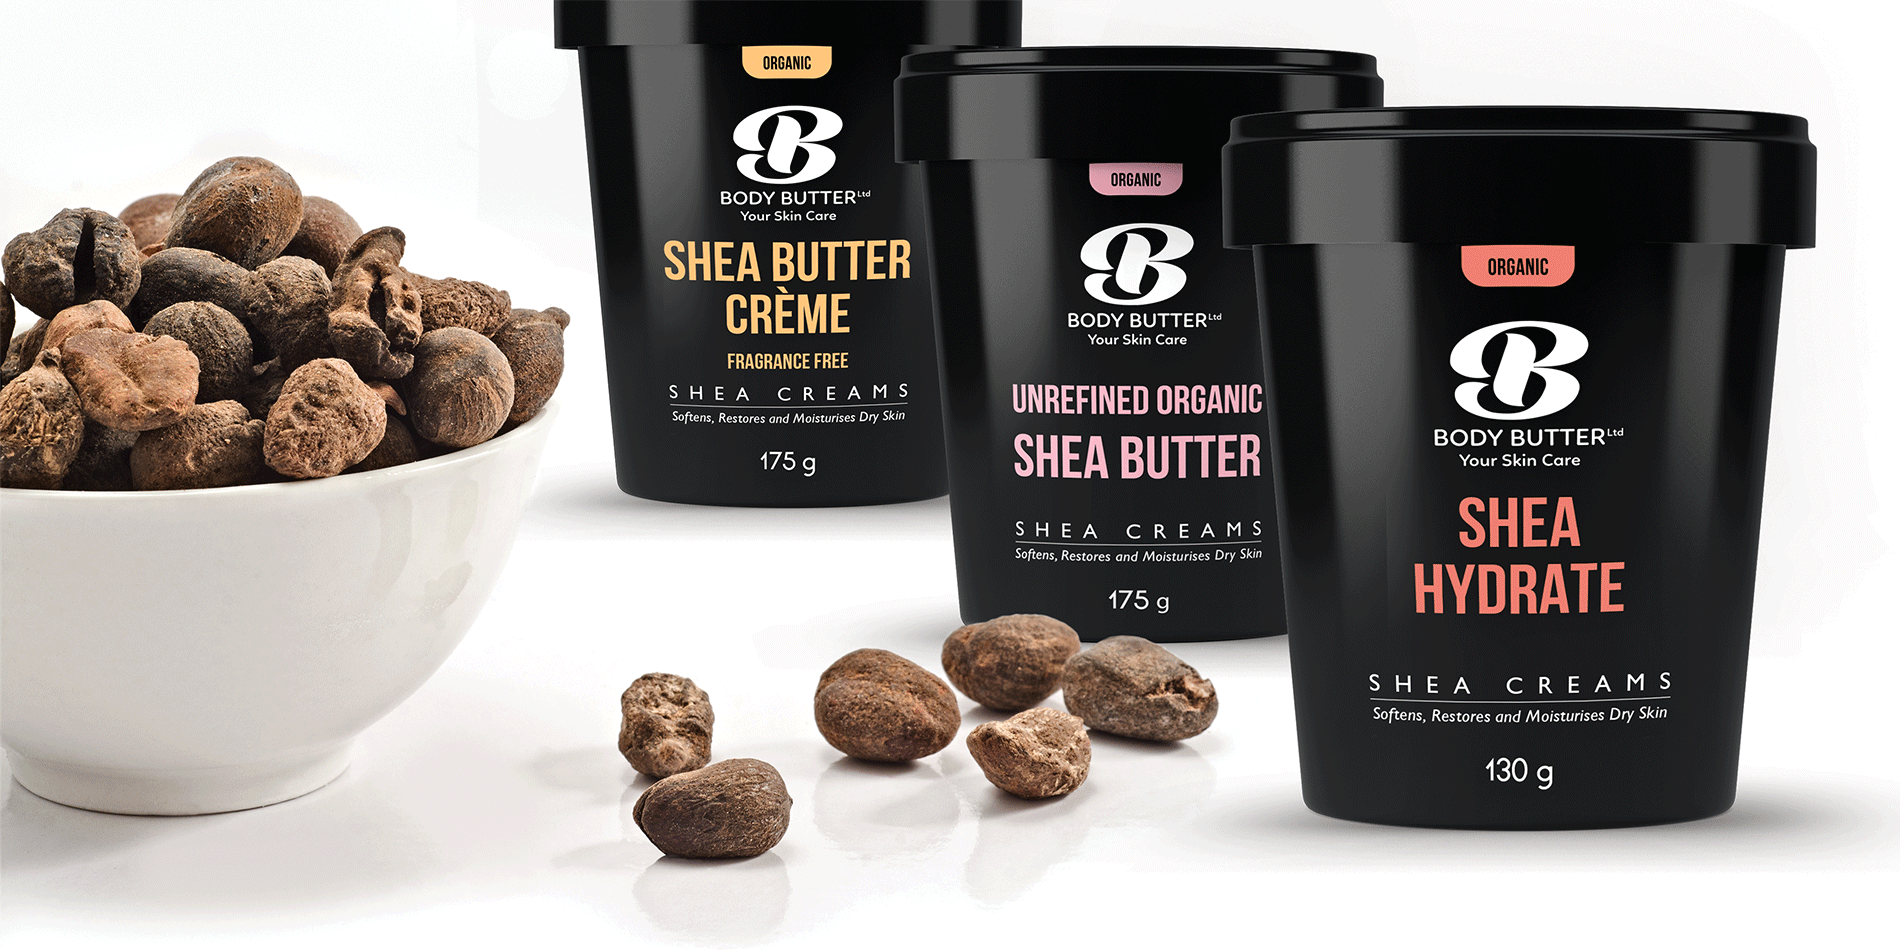 ORGANIC
BODY BUTTER Ltd
Your Skin Care
SHEA BUTTER
CRÈME
FRAGRANCE FREE
SHEA CREAMS
Softens, Restores and Moisturises Dry Skin
175 g
ORGANIC
BODY BUTTER Ltd
Your Skin Care
UNREFINED ORGANIC
SHEA BUTTER
SHEA CREAMS
Softens, Restores and Moisturises Dry Skin
175 g
ORGANIC
BODY BUTTER Ltd
Your Skin Care
SHEA
HYDRATE
SHEA CREAMS
Softens, Restores and Moisturises Dry Skin
130 g